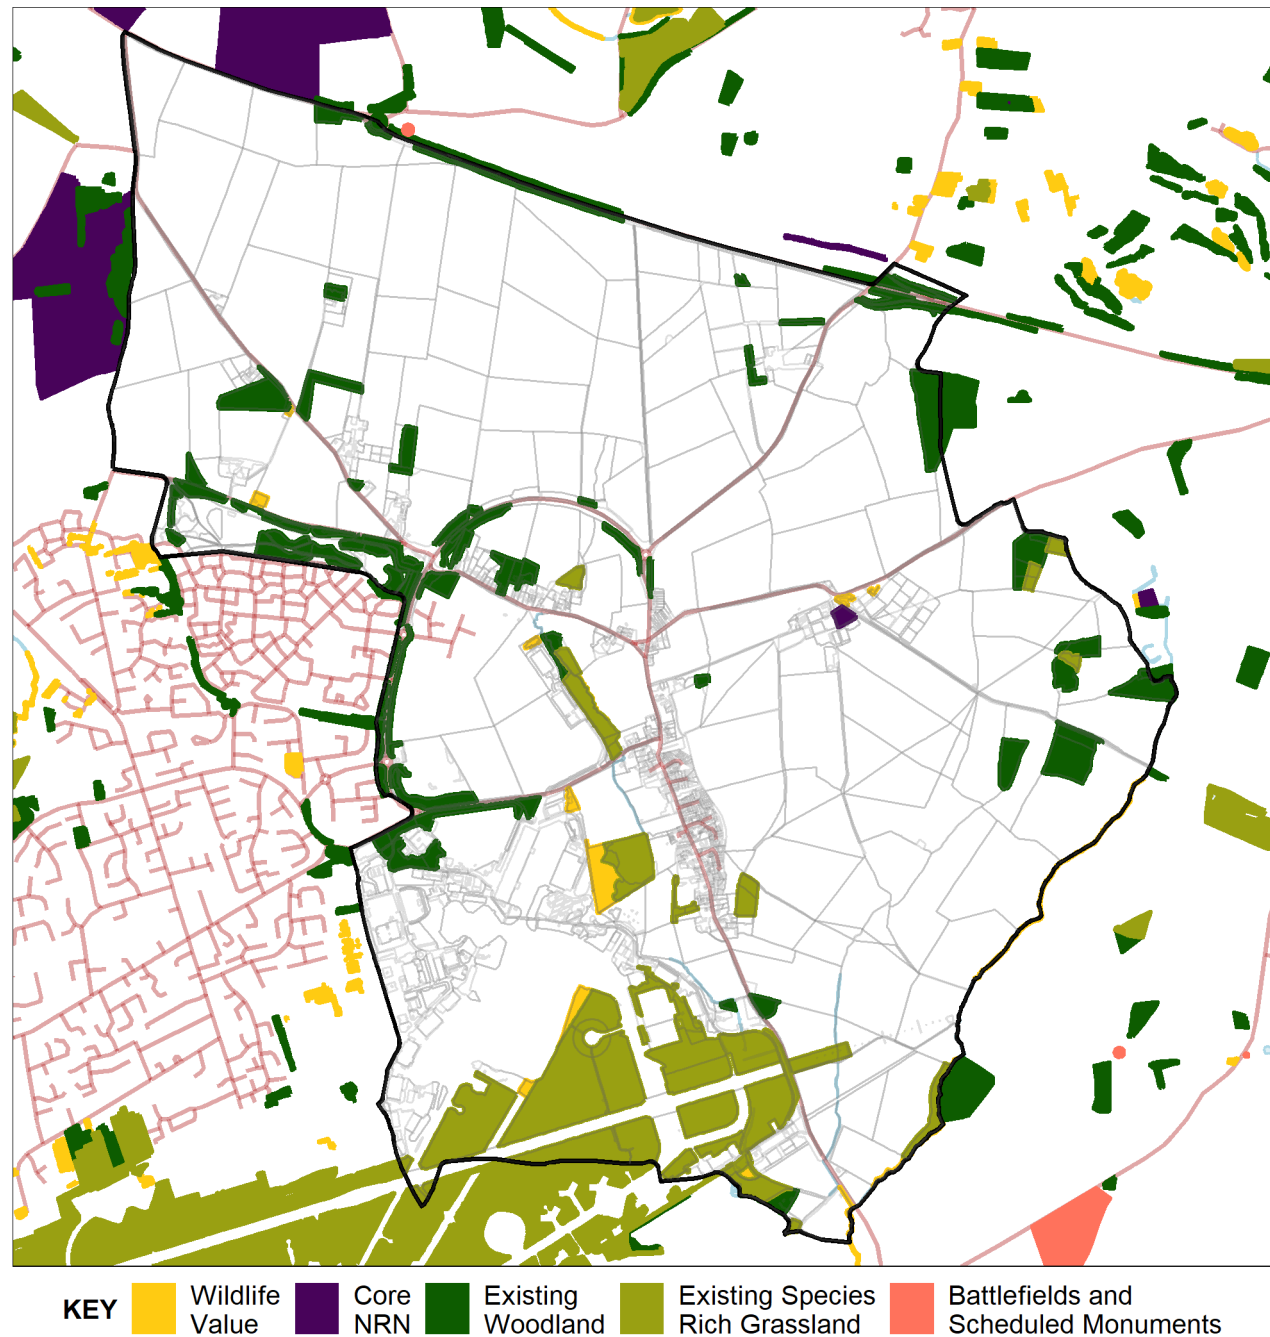 KEY
Wildlife
Value
Core
NRN
Existing
Woodland
Existing Species
Rich Grassland
Battlefields and
Scheduled Monuments